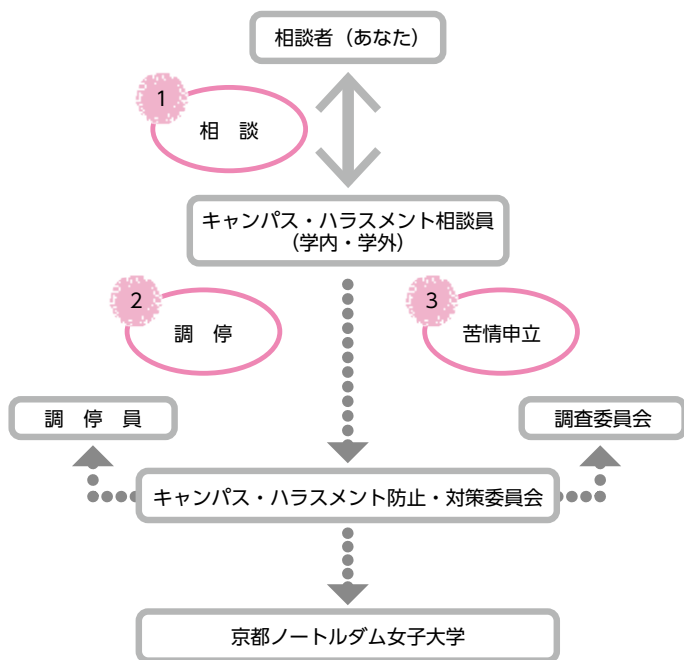 相談者（あなた）
1
相　談
キャンパス・ハラスメント相談員
（学内・学外）
2
調　停
3
苦情申立
調　停　員
調査委員会
キャンパス・ハラスメント防止・対策委員会
京都ノートルダム女子大学